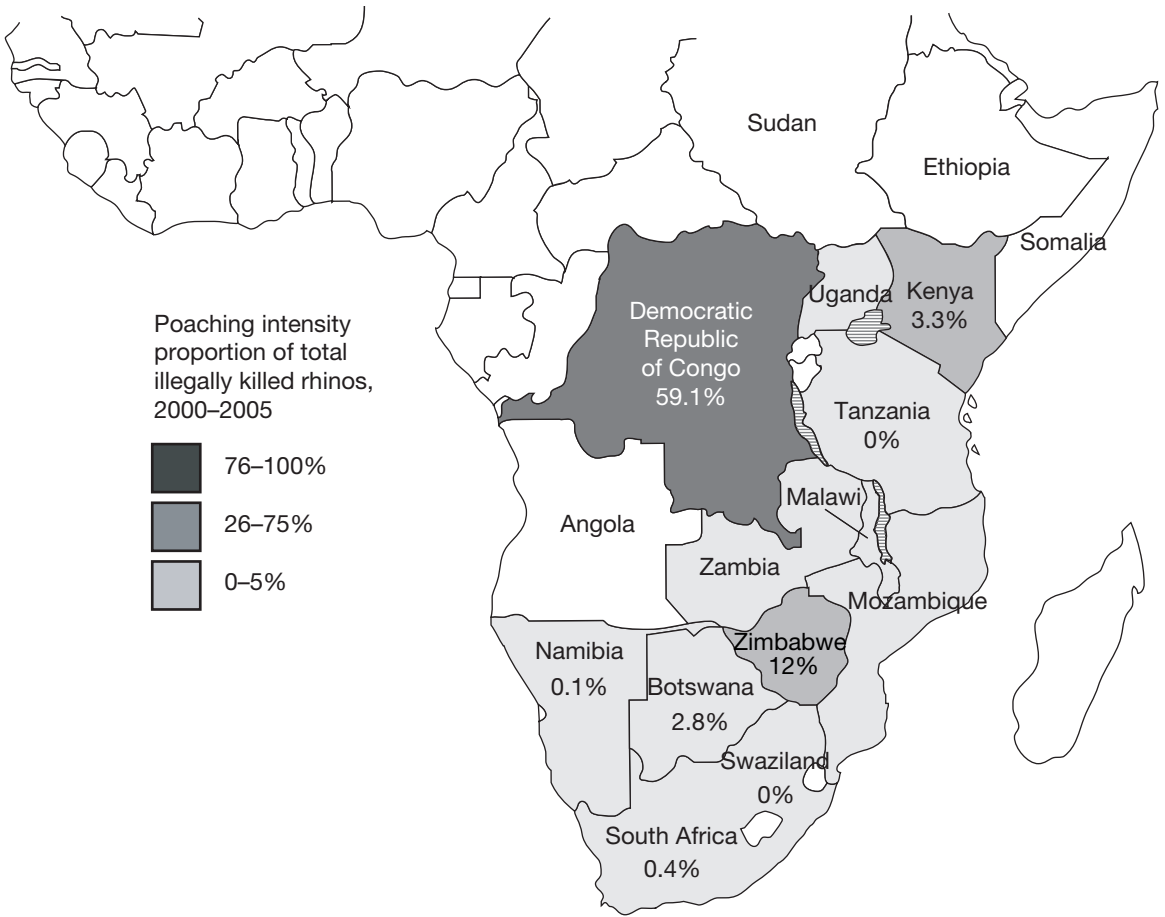 Sudan
Ethiopia
Somalia
Uganda
Kenya
3.3%
Democratic
Republic
of Congo
59.1%
Poaching intensity
proportion of total
illegally killed rhinos,
2000–2005
76–100%
26–75%
0–5%
Tanzania
0%
Malawi
Angola
Zambia
Mozambique
Zimbabwe
12%
Namibia
0.1%
Botswana
2.8%
Swaziland
0%
South Africa
0.4%